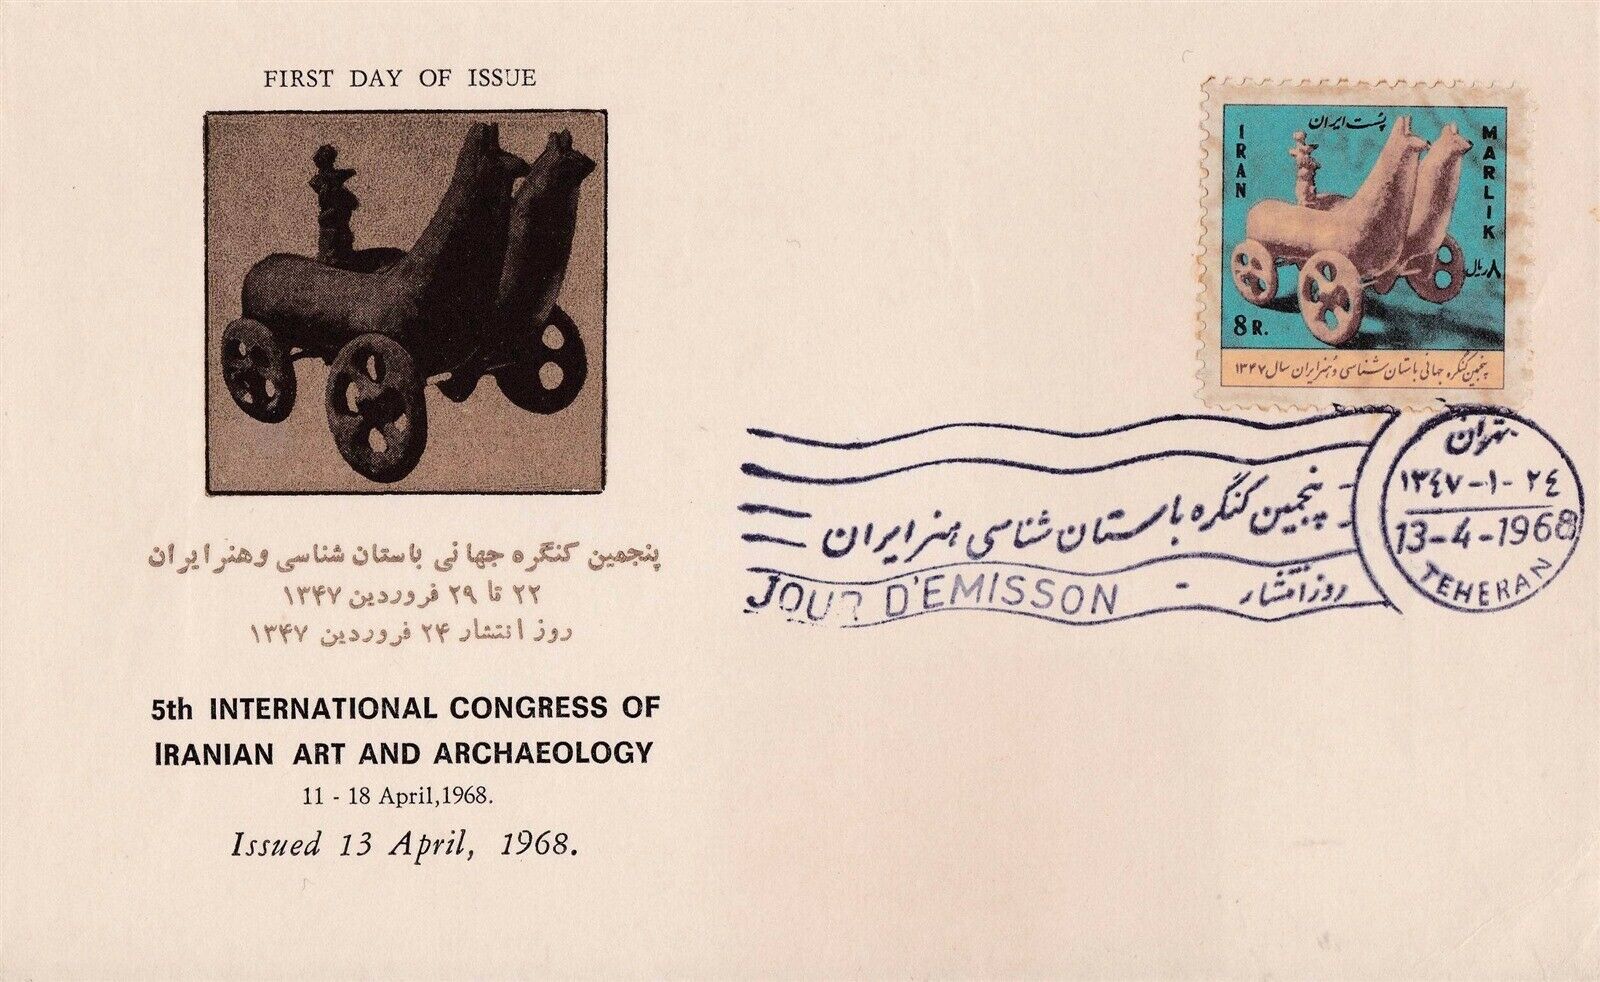 FIRST DAY OF ISSUE
پنجمین کنگره جهانی باستان شناسی و هنر ایران
۲۲ تا ۲۹ فروردین ۱۳۴۷
روز انتشار ۲۴ فروردین ۱۳۴۷
5th INTERNATIONAL CONGRESS OF
IRANIAN ART AND ARCHAEOLOGY
11 - 18 April,1968.
Issued 13 April, 1968.
پست ایران
IRAN
MARLIK
۸ ریال
8 R.
پنجمین کنگره جهانی باستان شناسی و هنر ایران سال ۱۳۴۷
پنجمین کنگره باستان شناسی هنر ایران
JOUR D'EMISSON - روز انتشار
تهران
۱۳۴۷-۱-۲۴
13-4-1968
TEHERAN